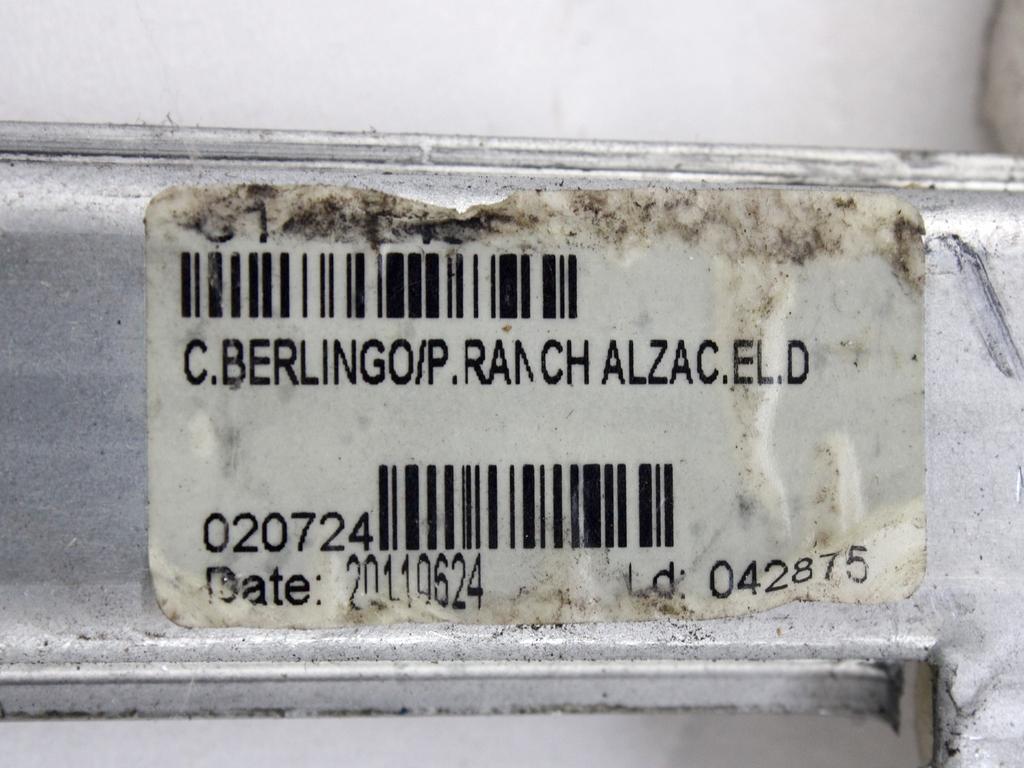 C.BERLINGO/P.RANCH ALZAC.EL.D
020724
Date: 20110624 Ld: 042875